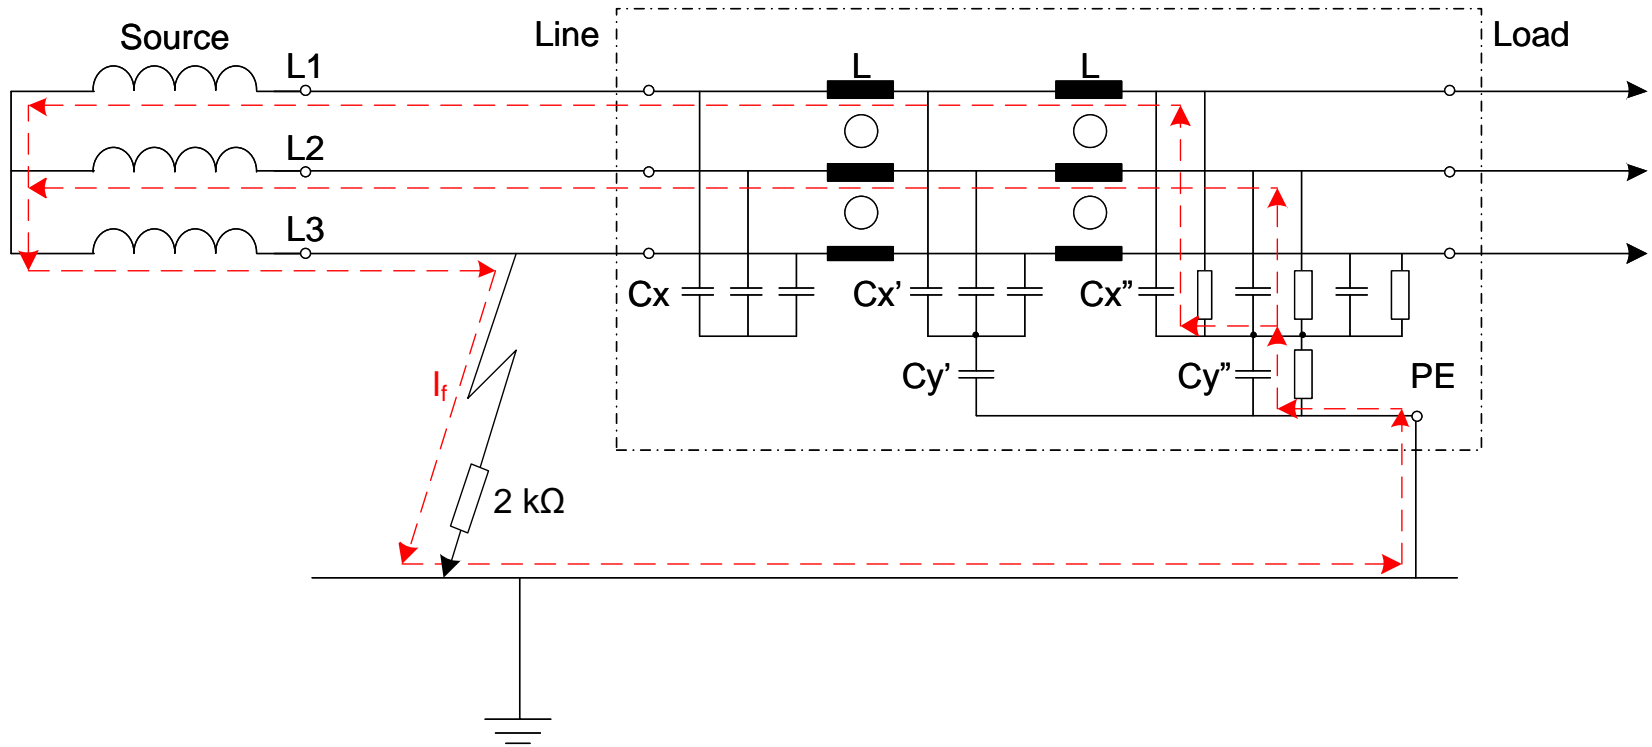 Source
Line
Load
L1
L
L
L2
L3
Cx
Cx’
Cx”
Cy’
Cy”
PE
If
2 kΩ